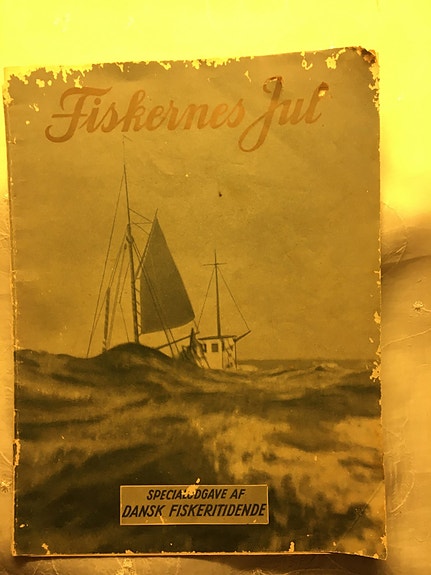 Fiskernes Jul
SPECIALUDGAVE AF
DANSK FISKERITIDENDE